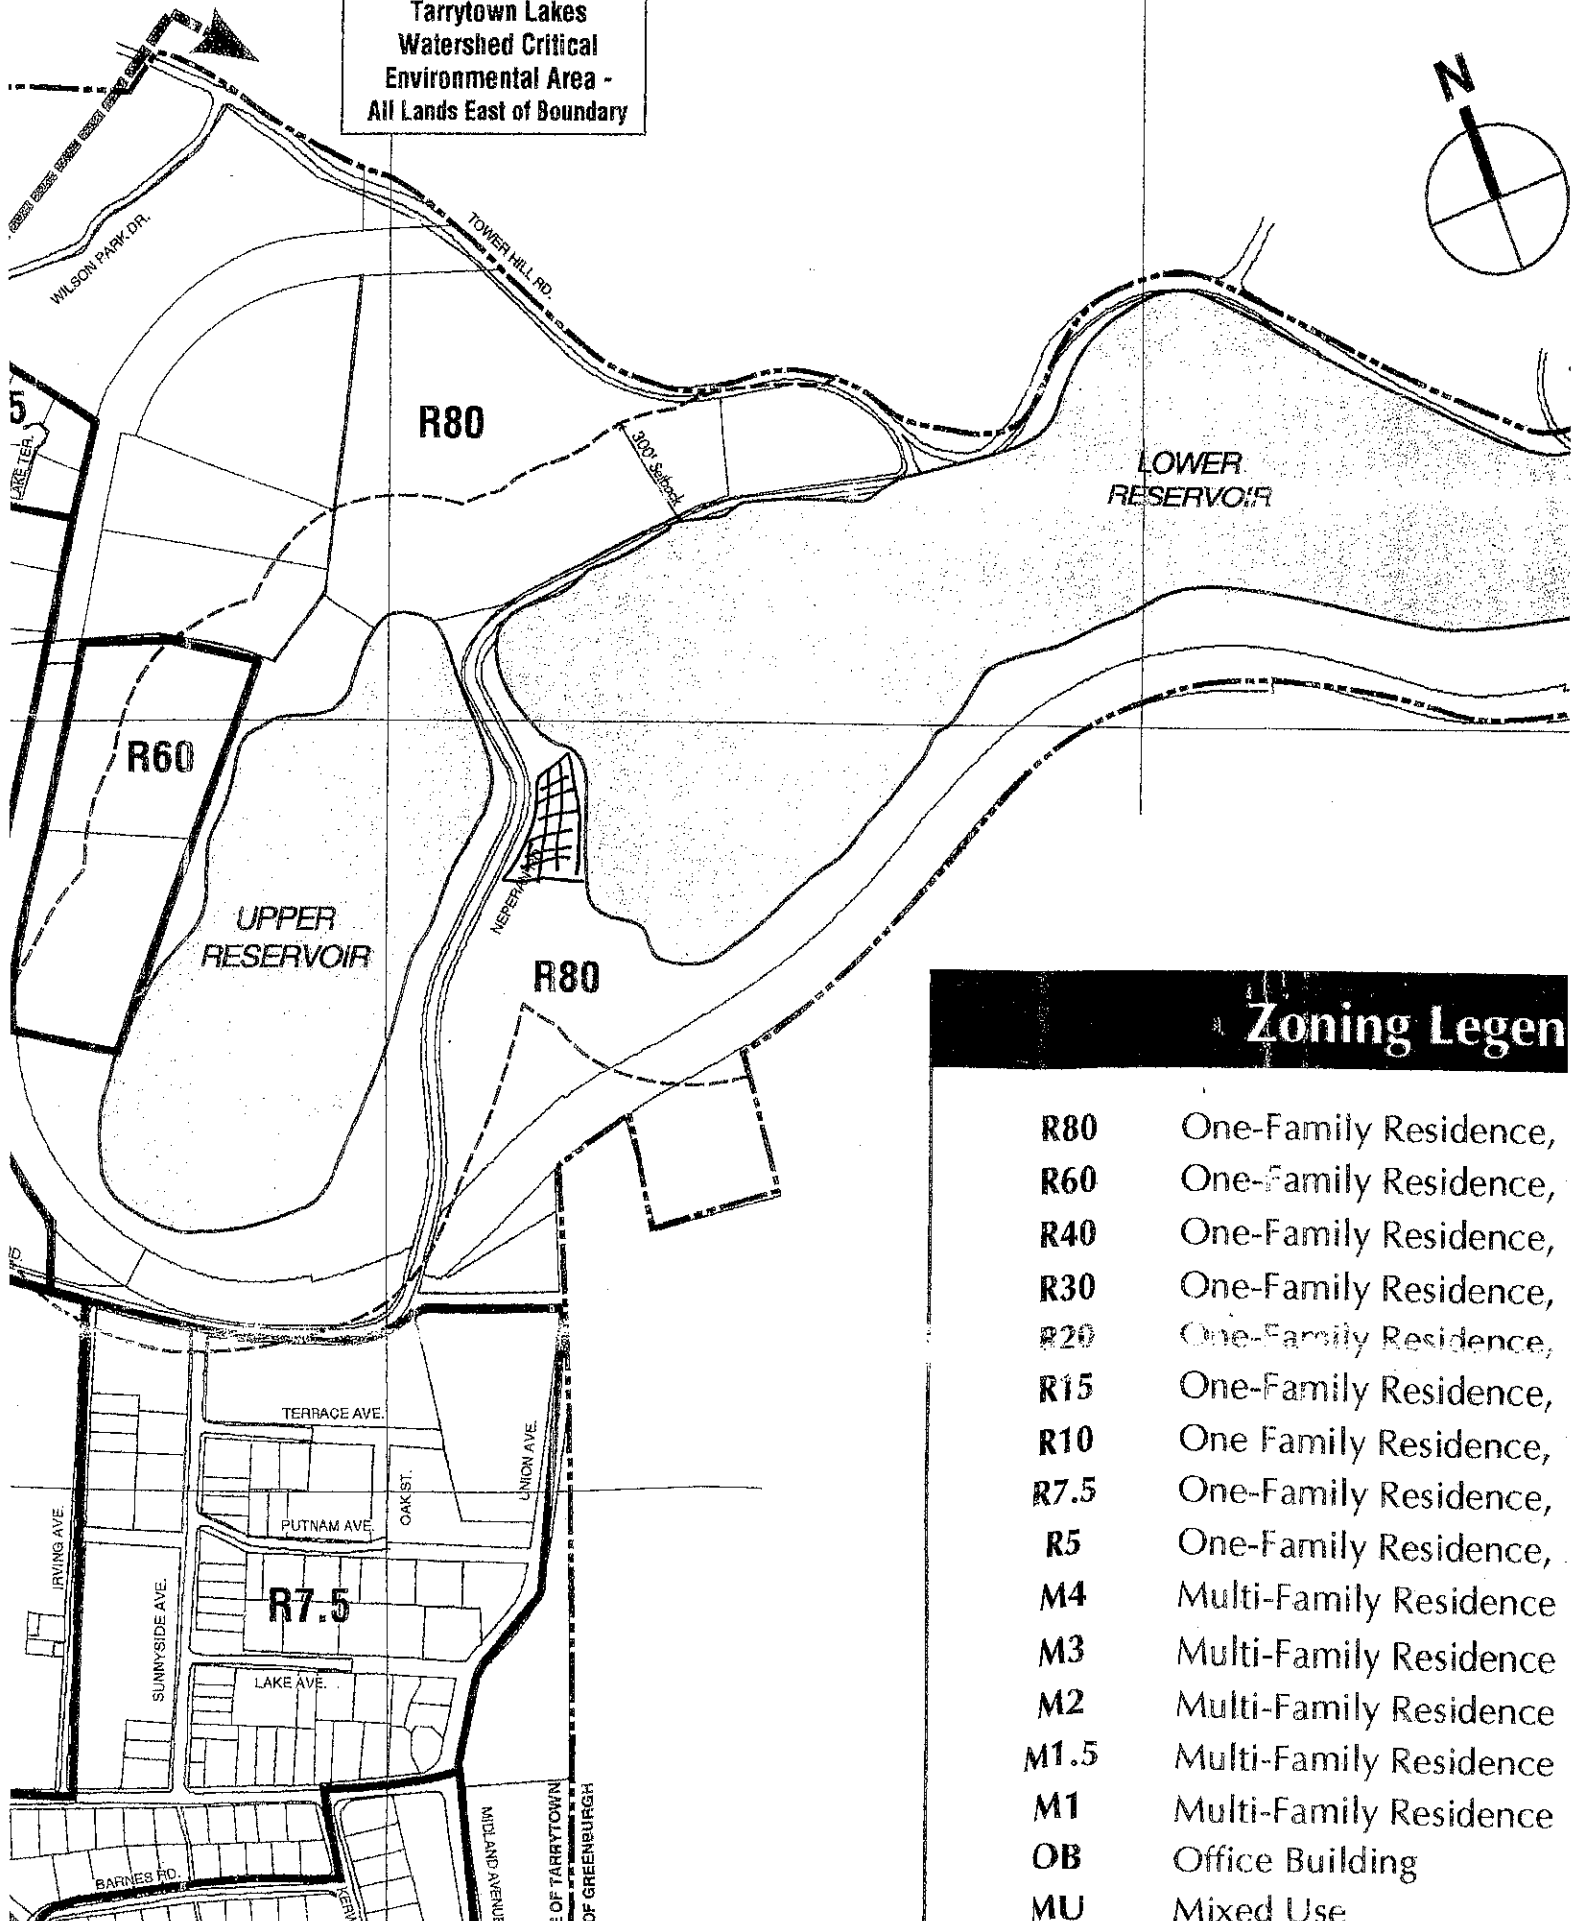 Tarrytown Lakes
Watershed Critical
Environmental Area -
All Lands East of Boundary
N
WILSON PARK DR.
TOWER HILL RD.
5
LAKE TER.
R80
300' Setback
LOWER
RESERVOIR
R60
UPPER
RESERVOIR
R80
TERRACE AVE.
UNION AVE.
OAK ST.
PUTNAM AVE.
IRVING AVE.
SUNNYSIDE AVE.
R7.5
LAKE AVE.
BARNES RD.
MIDLAND AVENUE
E OF TARRYTOWN
OF GREENBURGH
Zoning Legen
R80 One-Family Residence,
R60 One-Family Residence,
R40 One-Family Residence,
R30 One-Family Residence,
R20 One-Family Residence,
R15 One-Family Residence,
R10 One Family Residence,
R7.5 One-Family Residence,
R5 One-Family Residence,
M4 Multi-Family Residence
M3 Multi-Family Residence
M2 Multi-Family Residence
M1.5 Multi-Family Residence
M1 Multi-Family Residence
OB Office Building
MU Mixed Use